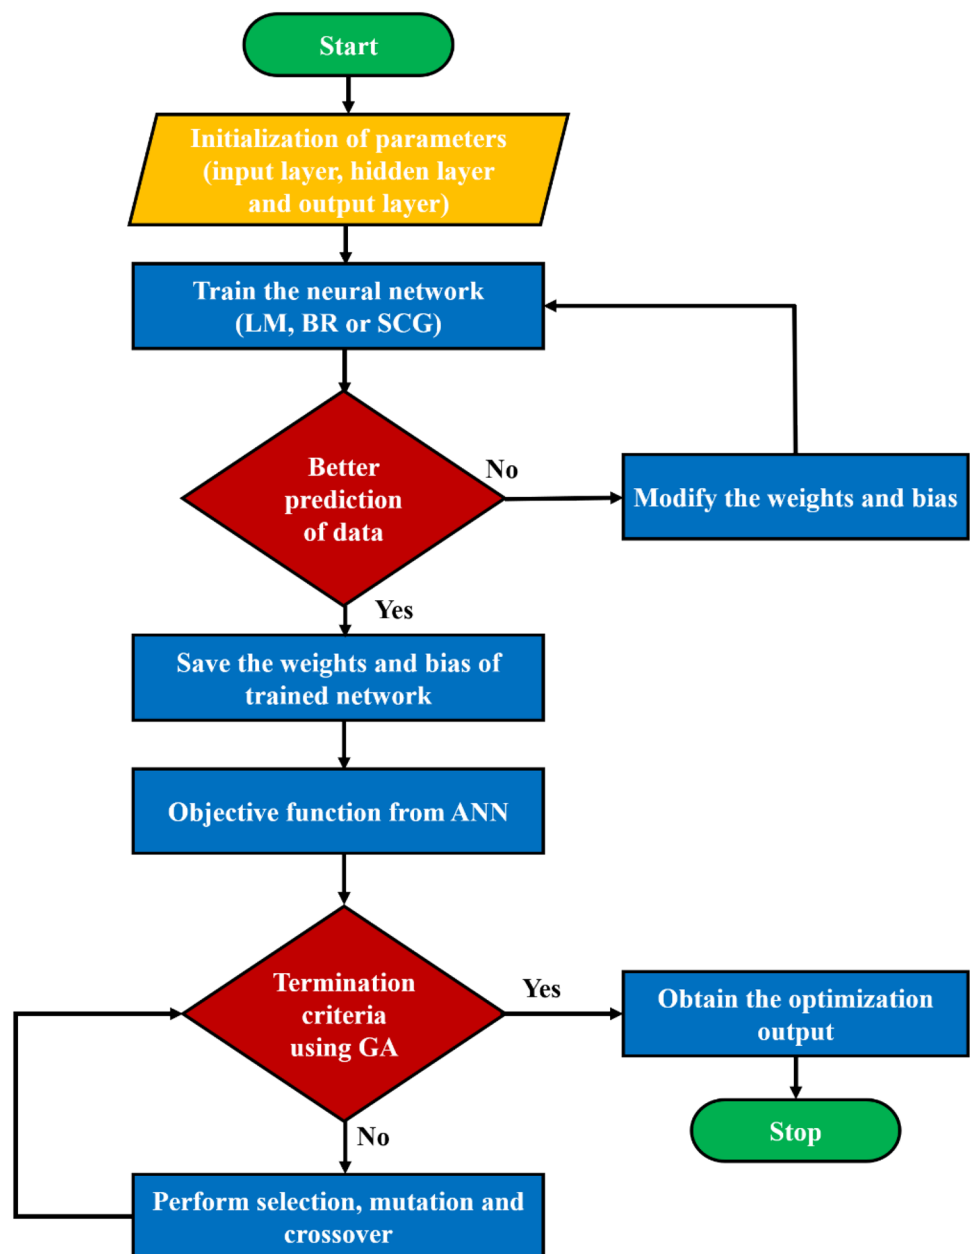 Start
Initialization of parameters
(input layer, hidden layer
and output layer)
Train the neural network
(LM, BR or SCG)
Better
prediction
of data
No
Modify the weights and bias
Yes
Save the weights and bias of
trained network
Objective function from ANN
Termination
criteria
using GA
Yes
Obtain the optimization
output
Stop
No
Perform selection, mutation and
crossover